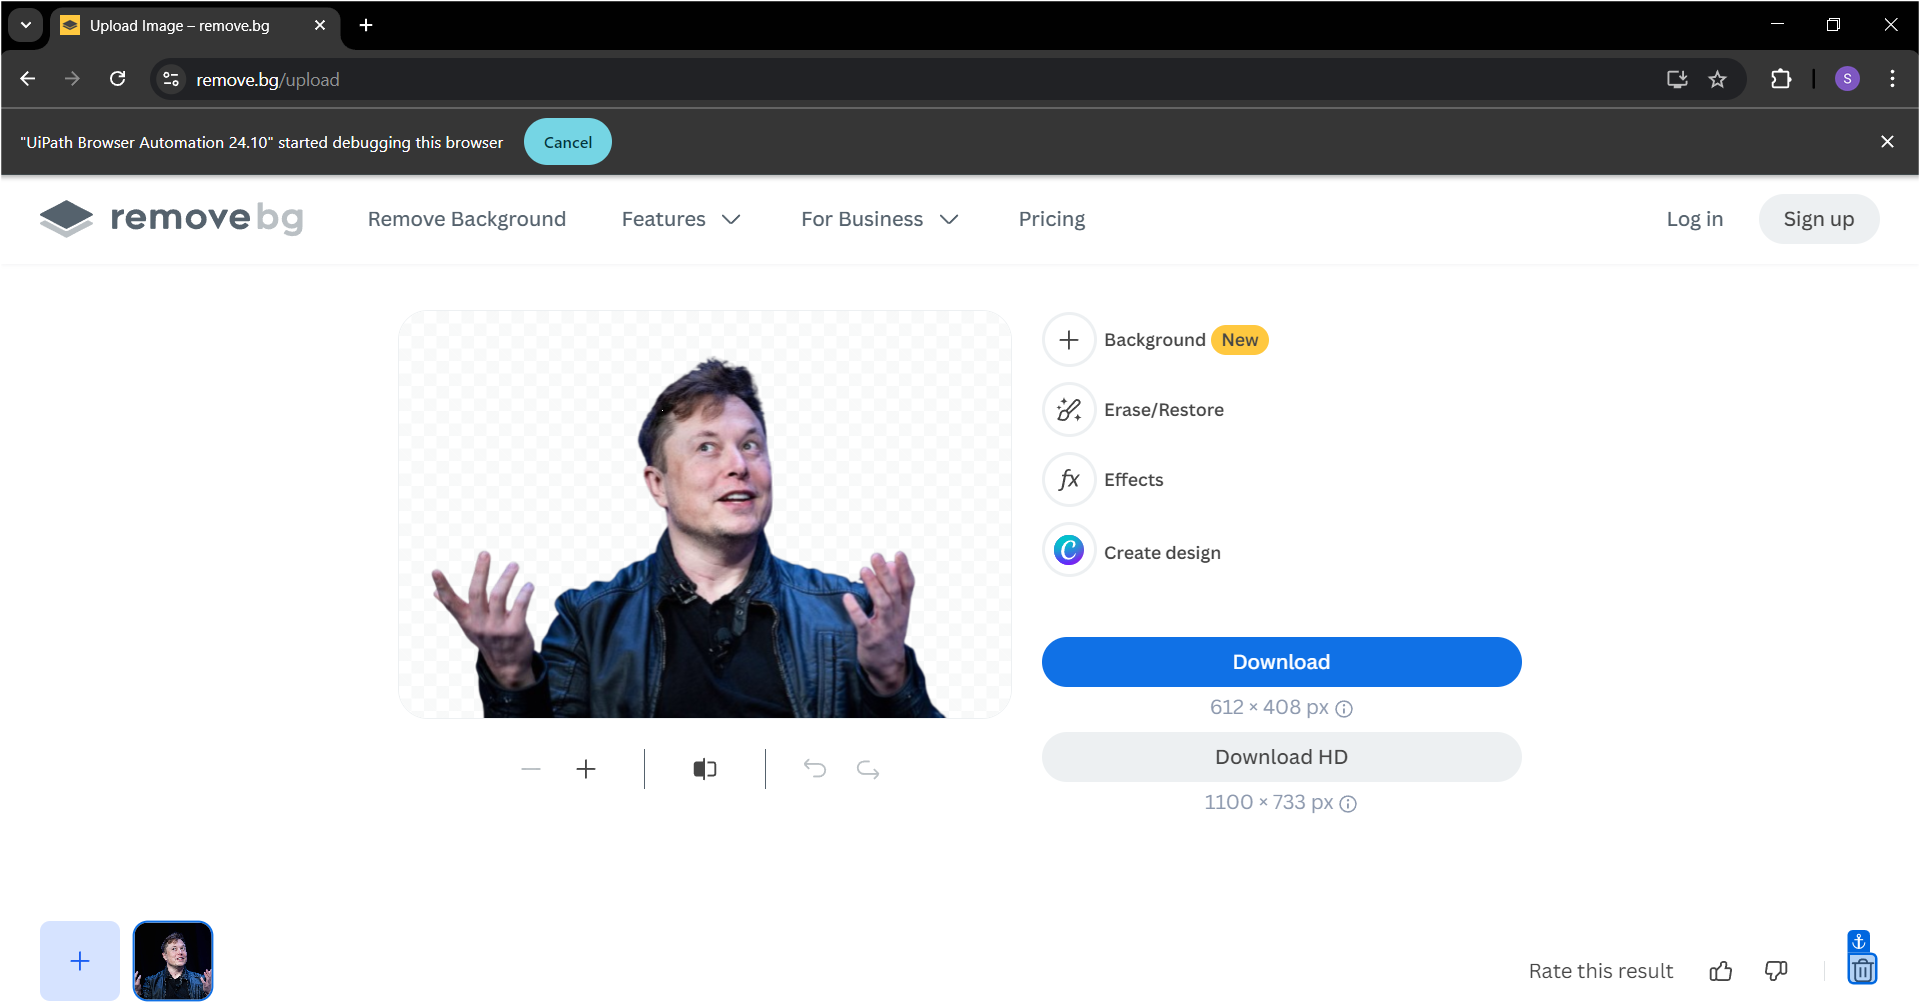 Upload Image – remove.bg
remove.bg/upload
S
"UiPath Browser Automation 24.10" started debugging this browser
Cancel
removebg
Remove Background
Features
For Business
Pricing
Log in
Sign up
Background New
Erase/Restore
fx Effects
C Create design
Download
612 × 408 px
Download HD
1100 × 733 px
Rate this result